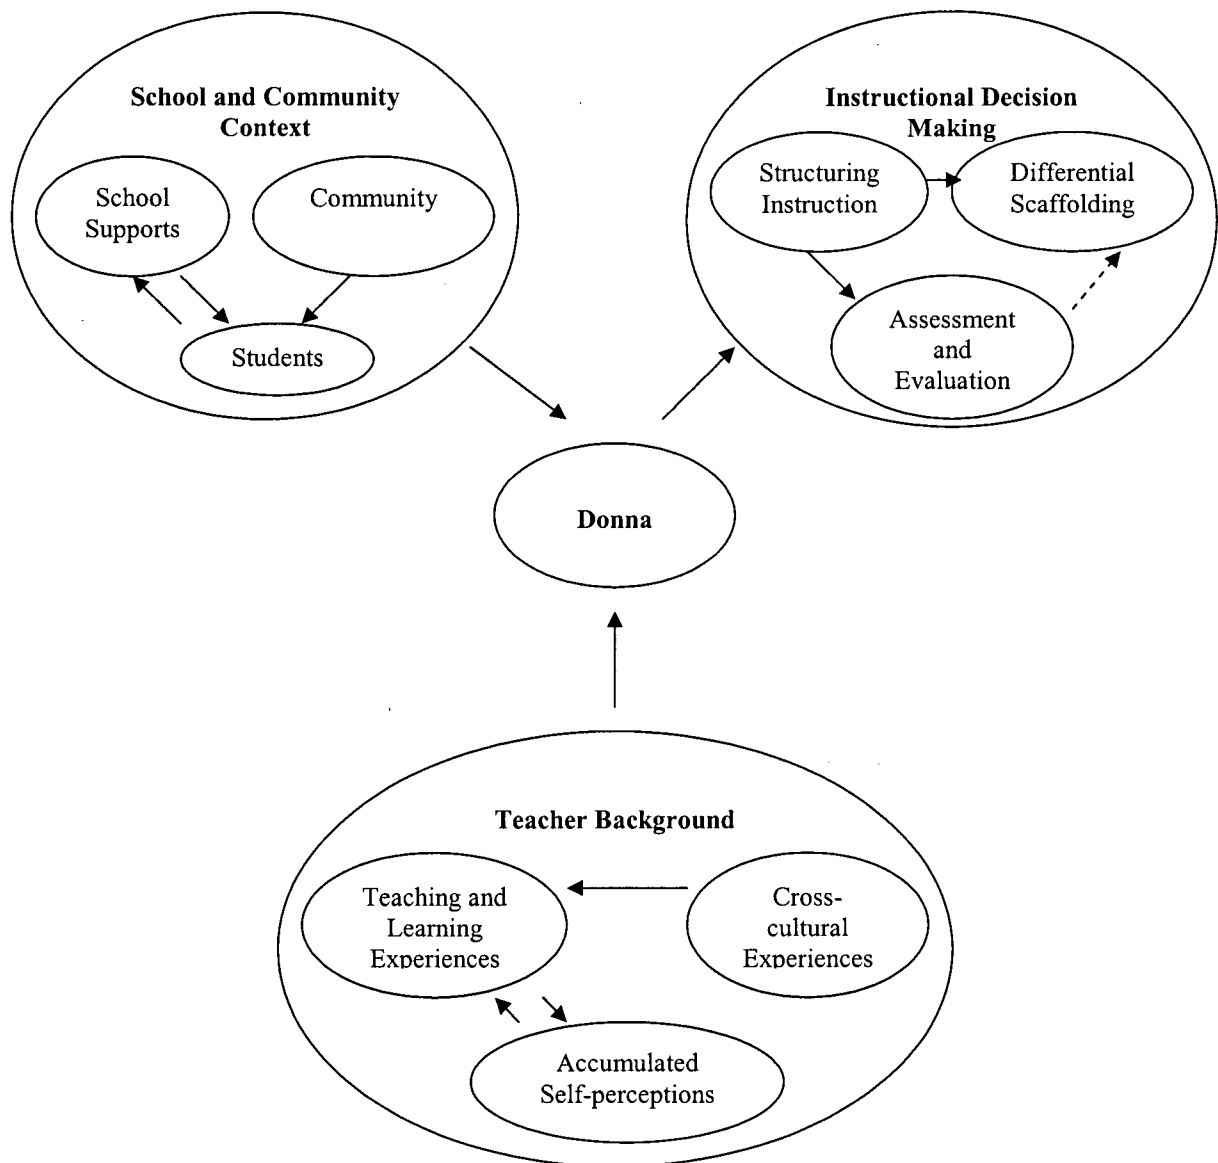 School and Community
Context
School
Supports
Community
Students
Instructional Decision
Making
Structuring
Instruction
Differential
Scaffolding
Assessment
and
Evaluation
Donna
Teacher Background
Teaching and
Learning
Experiences
Cross-
cultural
Experiences
Accumulated
Self-perceptions